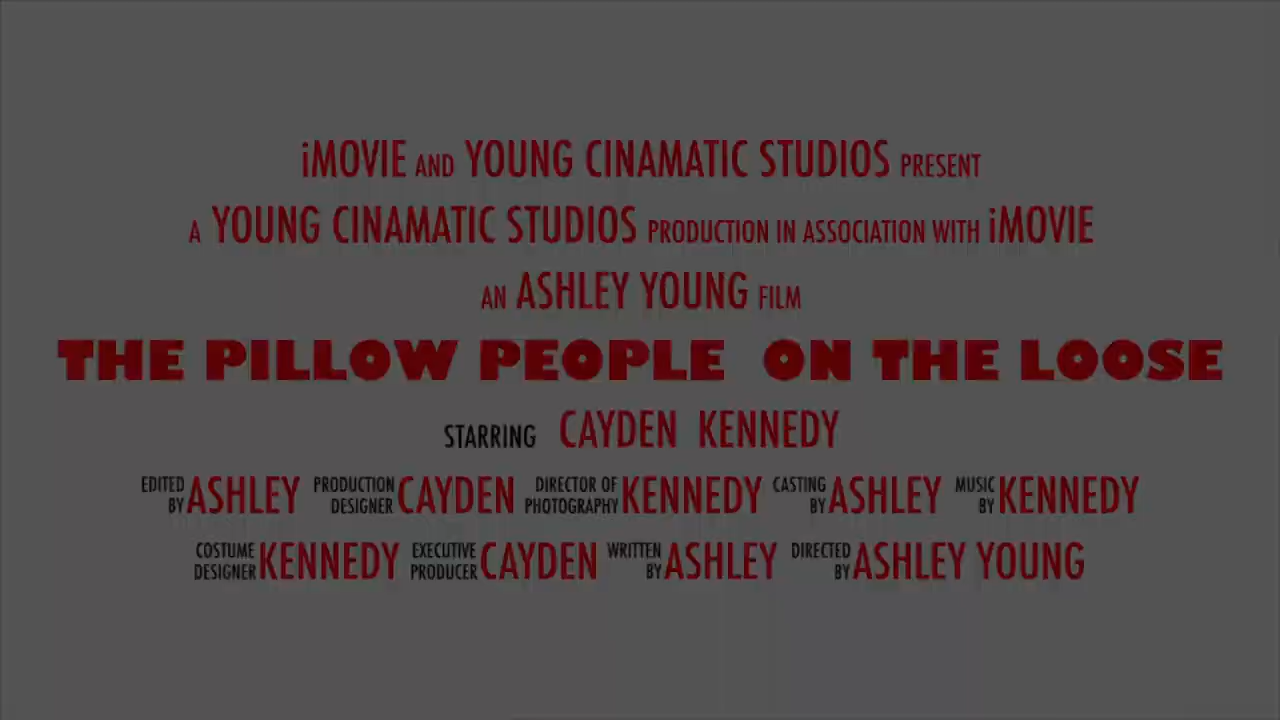 iMOVIE AND YOUNG CINAMATIC STUDIOS PRESENT
A YOUNG CINAMATIC STUDIOS PRODUCTION IN ASSOCIATION WITH iMOVIE
AN ASHLEY YOUNG FILM
THE PILLOW PEOPLE ON THE LOOSE
STARRING CAYDEN KENNEDY
EDITED BY ASHLEY PRODUCTION DESIGNER CAYDEN DIRECTOR OF PHOTOGRAPHY KENNEDY CASTING BY ASHLEY MUSIC BY KENNEDY
COSTUME DESIGNER KENNEDY EXECUTIVE PRODUCER CAYDEN WRITTEN BY ASHLEY DIRECTED BY ASHLEY YOUNG